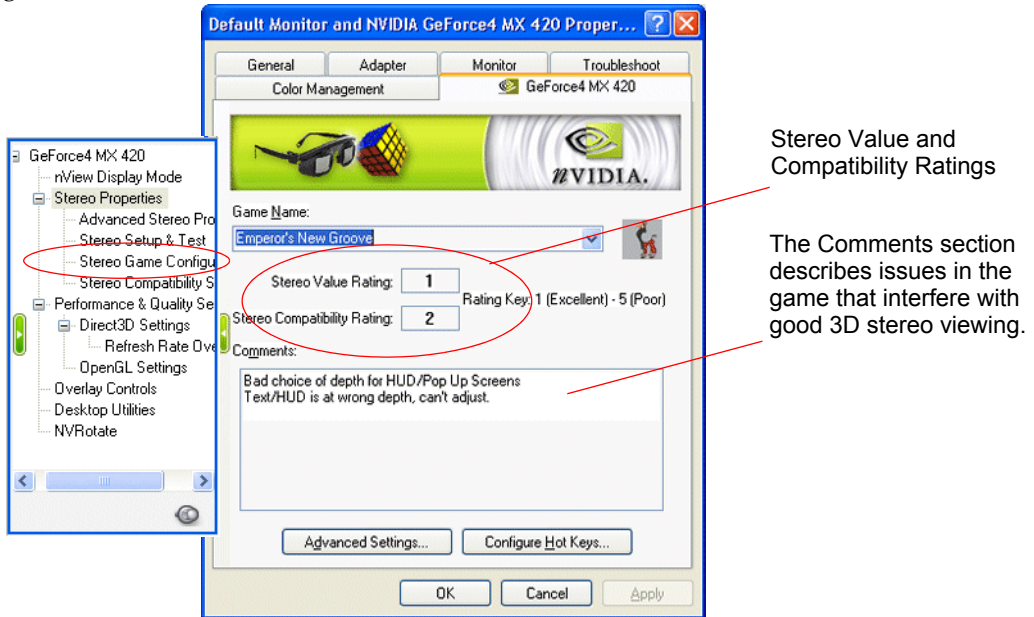 Default Monitor and NVIDIA GeForce4 MX 420 Proper...
General Adapter Monitor Troubleshoot
Color Management GeForce4 MX 420
nVIDIA.
GeForce4 MX 420
nView Display Mode
Stereo Properties
Advanced Stereo Pro
Stereo Setup & Test
Stereo Game Configu
Stereo Compatibility S
Performance & Quality Se
Direct3D Settings
Refresh Rate Ove
OpenGL Settings
Overlay Controls
Desktop Utilities
NVRotate
Game Name:
Emperor's New Groove
Stereo Value Rating: 1
Rating Key: 1 (Excellent) - 5 (Poor)
Stereo Compatibility Rating: 2
Comments:
Bad choice of depth for HUD/Pop Up Screens
Text/HUD is at wrong depth, can't adjust.
Advanced Settings... Configure Hot Keys...
OK Cancel Apply
Stereo Value and
Compatibility Ratings
The Comments section
describes issues in the
game that interfere with
good 3D stereo viewing.